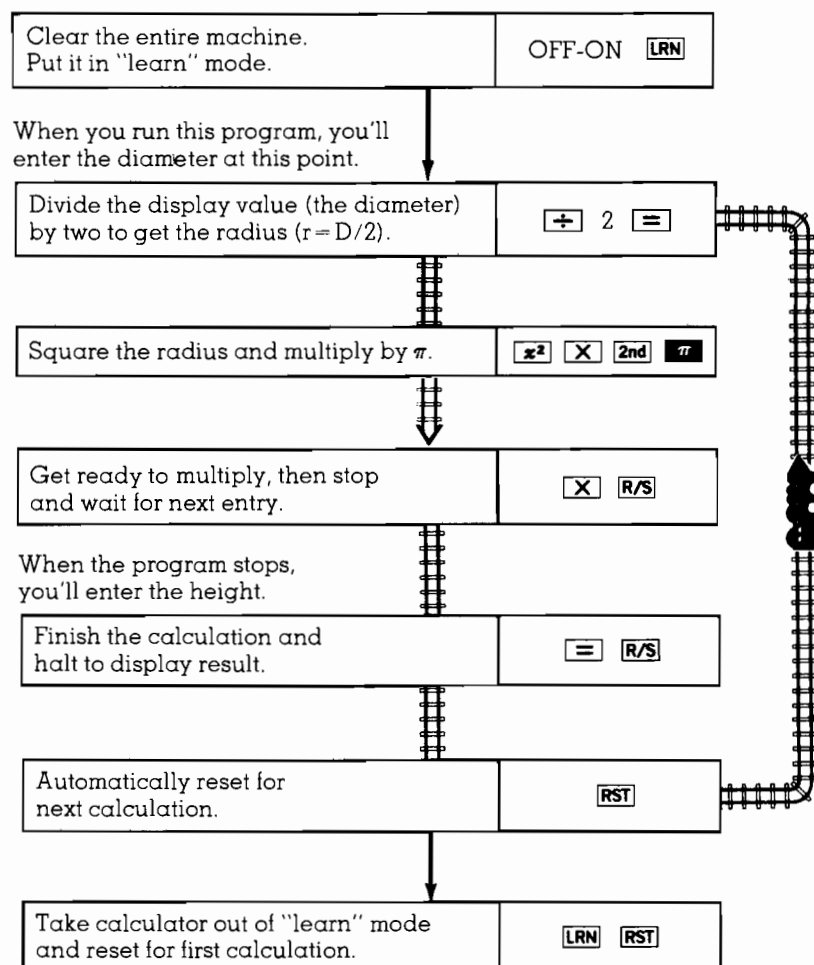 Clear the entire machine.
Put it in "learn" mode.
OFF-ON LRN
When you run this program, you'll
enter the diameter at this point.
Divide the display value (the diameter)
by two to get the radius (r = D/2).
÷ 2 =
Square the radius and multiply by π.
x² X 2nd π
Get ready to multiply, then stop
and wait for next entry.
X R/S
When the program stops,
you'll enter the height.
Finish the calculation and
halt to display result.
= R/S
Automatically reset for
next calculation.
RST
Take calculator out of "learn" mode
and reset for first calculation.
LRN RST